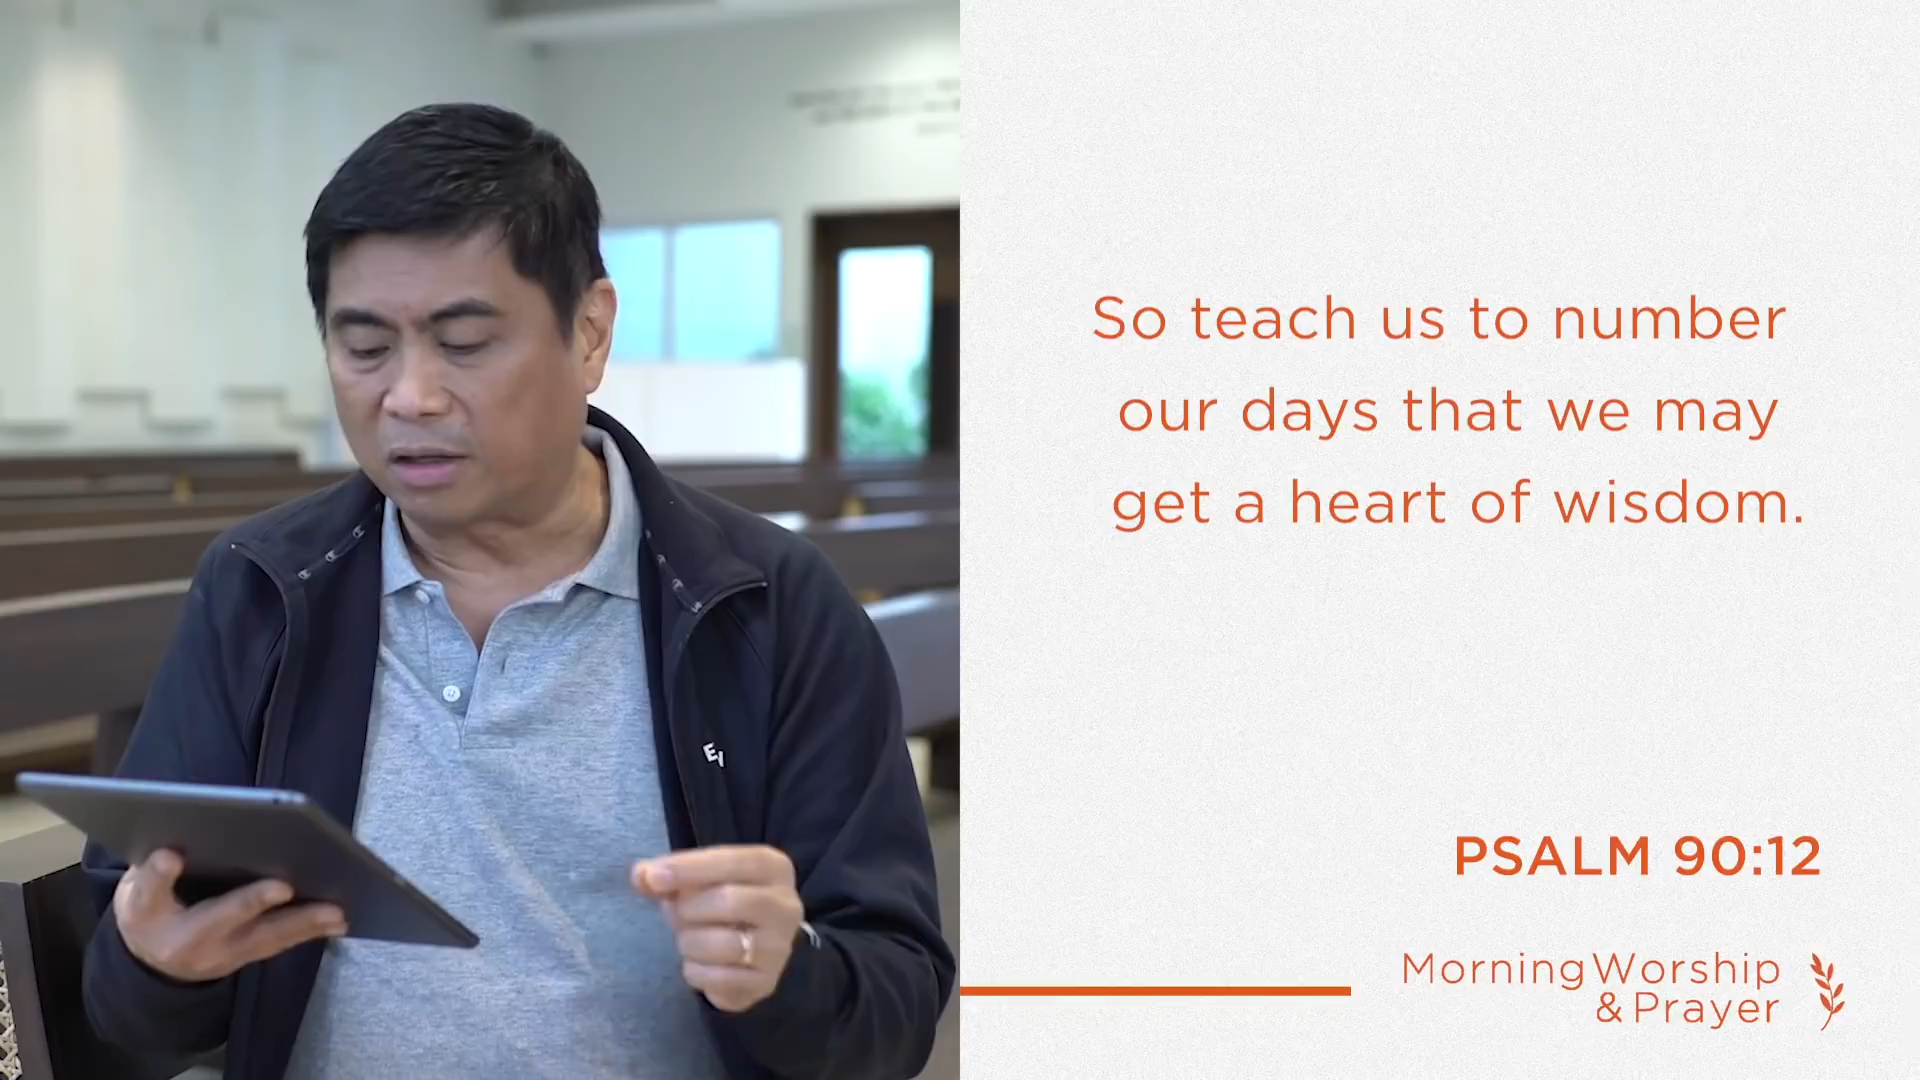 So teach us to number
our days that we may
get a heart of wisdom.
PSALM 90:12
Morning Worship
& Prayer